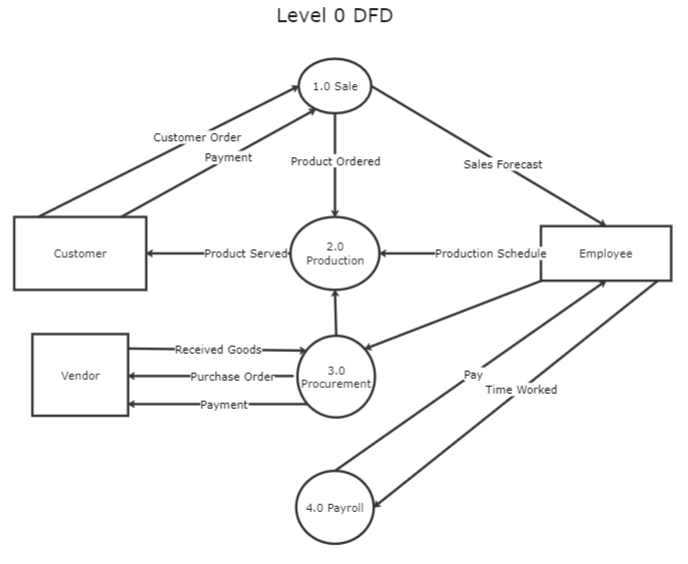 Level 0 DFD
1.0 Sale
Customer Order
Payment
Product Ordered
Sales Forecast
Customer
Product Served
2.0
Production
Production Schedule
Employee
Vendor
Received Goods
Purchase Order
Payment
3.0
Procurement
Pay
Time Worked
4.0 Payroll